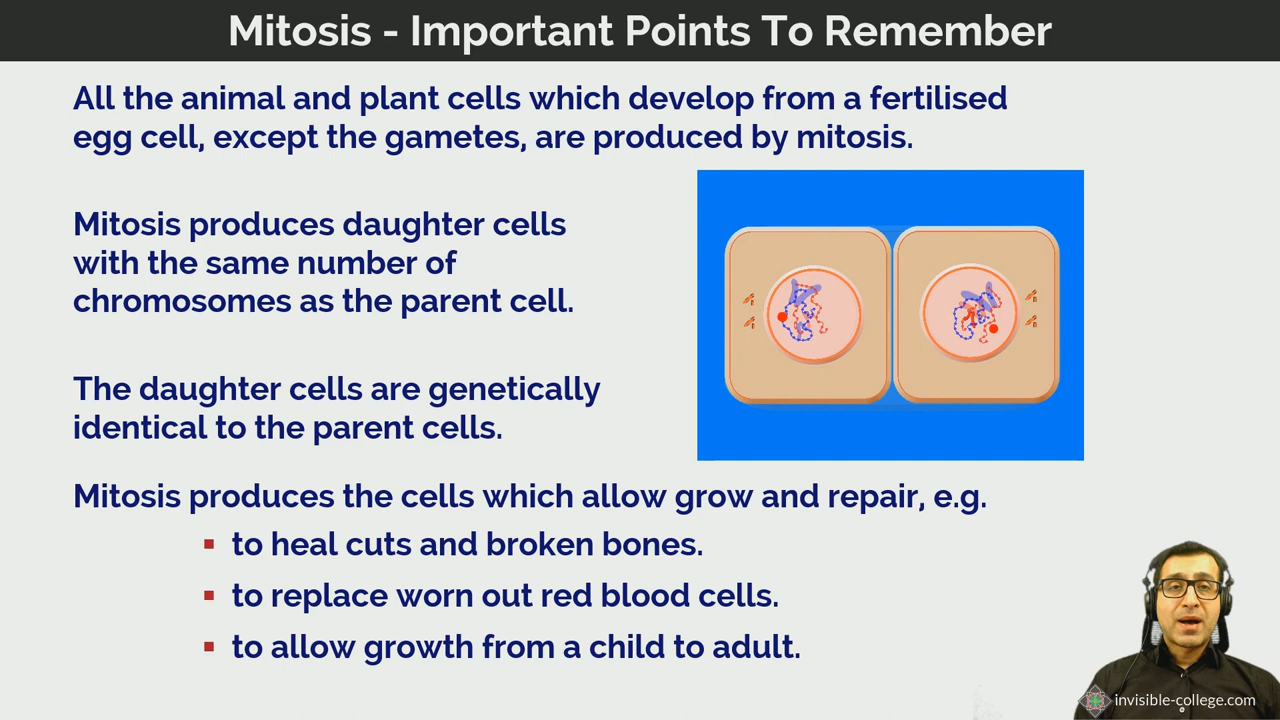 Mitosis - Important Points To Remember
All the animal and plant cells which develop from a fertilised
egg cell, except the gametes, are produced by mitosis.
Mitosis produces daughter cells
with the same number of
chromosomes as the parent cell.
The daughter cells are genetically
identical to the parent cells.
Mitosis produces the cells which allow grow and repair, e.g.
▪ to heal cuts and broken bones.
▪ to replace worn out red blood cells.
▪ to allow growth from a child to adult.
invisible-college.com